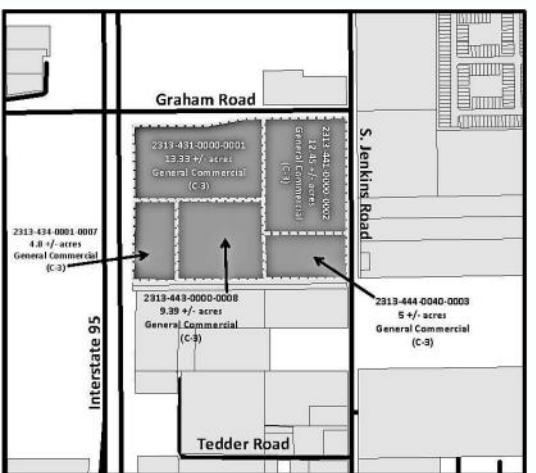 Graham Road
2313-431-0000-0001
13.33 +/- acres
General Commercial
(C-3)
2313-441-0000-0002
12.45 +/- acres
General Commercial
(C-3)
S. Jenkins Road
2313-434-0001-0007
4.8 +/- acres
General Commercial
(C-3)
2313-443-0000-0008
9.39 +/- acres
General Commercial
(C-3)
2313-444-0040-0003
5 +/- acres
General Commercial
(C-3)
Interstate 95
Tedder Road